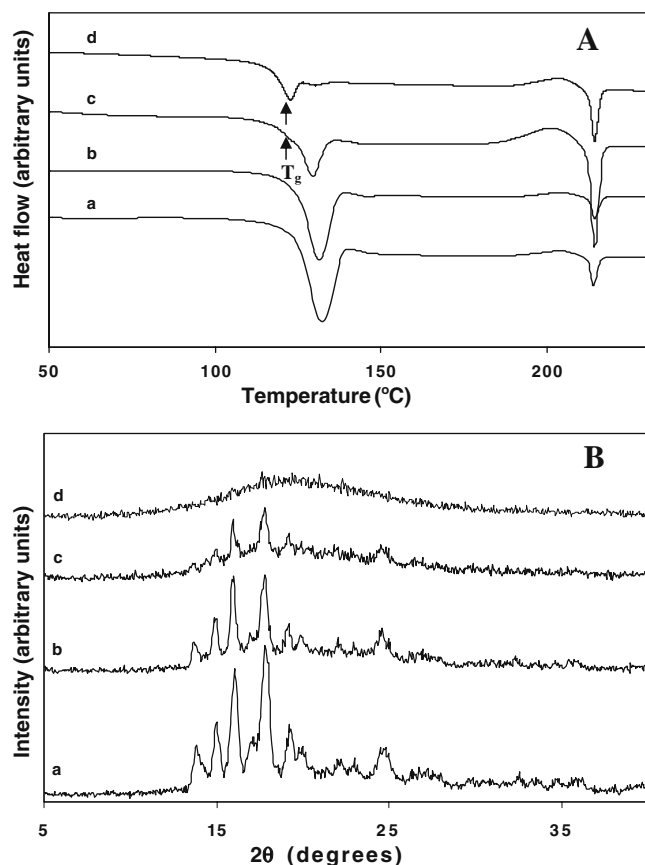 A
d
c
b
a
Tg
Heat flow (arbitrary units)
50 100 150 200
Temperature (ºC)
B
d
c
b
a
Intensity (arbitrary units)
5 15 25 35
2θ (degrees)